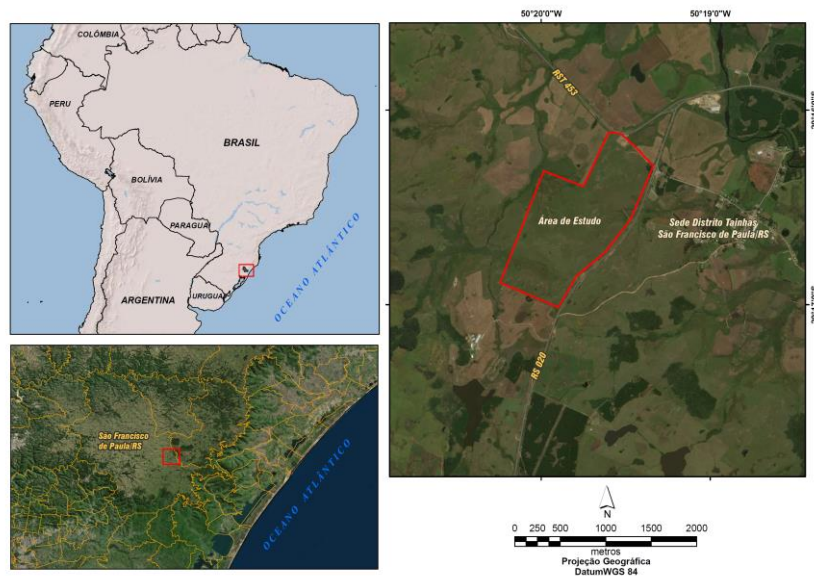 COLÔMBIA
PERU
BRASIL
BOLÍVIA
PARAGUAI
ARGENTINA
URUGUAI
OCEANO ATLÂNTICO
São Francisco
de Paula/RS
OCEANO ATLÂNTICO
50°20'0"W
50°19'0"W
RST 453
Área de Estudo
Sede Distrito Tainhas
São Francisco de Paula/RS
RS 020
N
0 250 500 1000 1500 2000
metros
Projeção Geográfica
DatumWGS 84